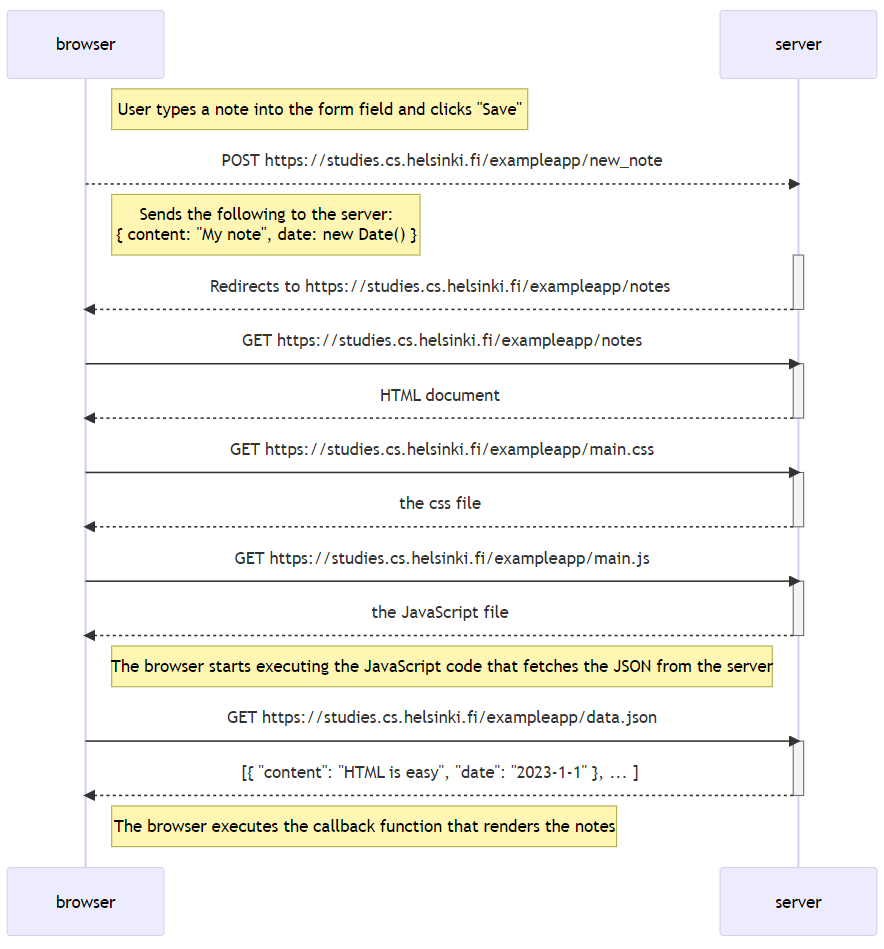 browser
server
User types a note into the form field and clicks "Save"
POST https://studies.cs.helsinki.fi/exampleapp/new_note
Sends the following to the server:
{ content: "My note", date: new Date() }
Redirects to https://studies.cs.helsinki.fi/exampleapp/notes
GET https://studies.cs.helsinki.fi/exampleapp/notes
HTML document
GET https://studies.cs.helsinki.fi/exampleapp/main.css
the css file
GET https://studies.cs.helsinki.fi/exampleapp/main.js
the JavaScript file
The browser starts executing the JavaScript code that fetches the JSON from the server
GET https://studies.cs.helsinki.fi/exampleapp/data.json
[{ "content": "HTML is easy", "date": "2023-1-1" }, ... ]
The browser executes the callback function that renders the notes
browser
server